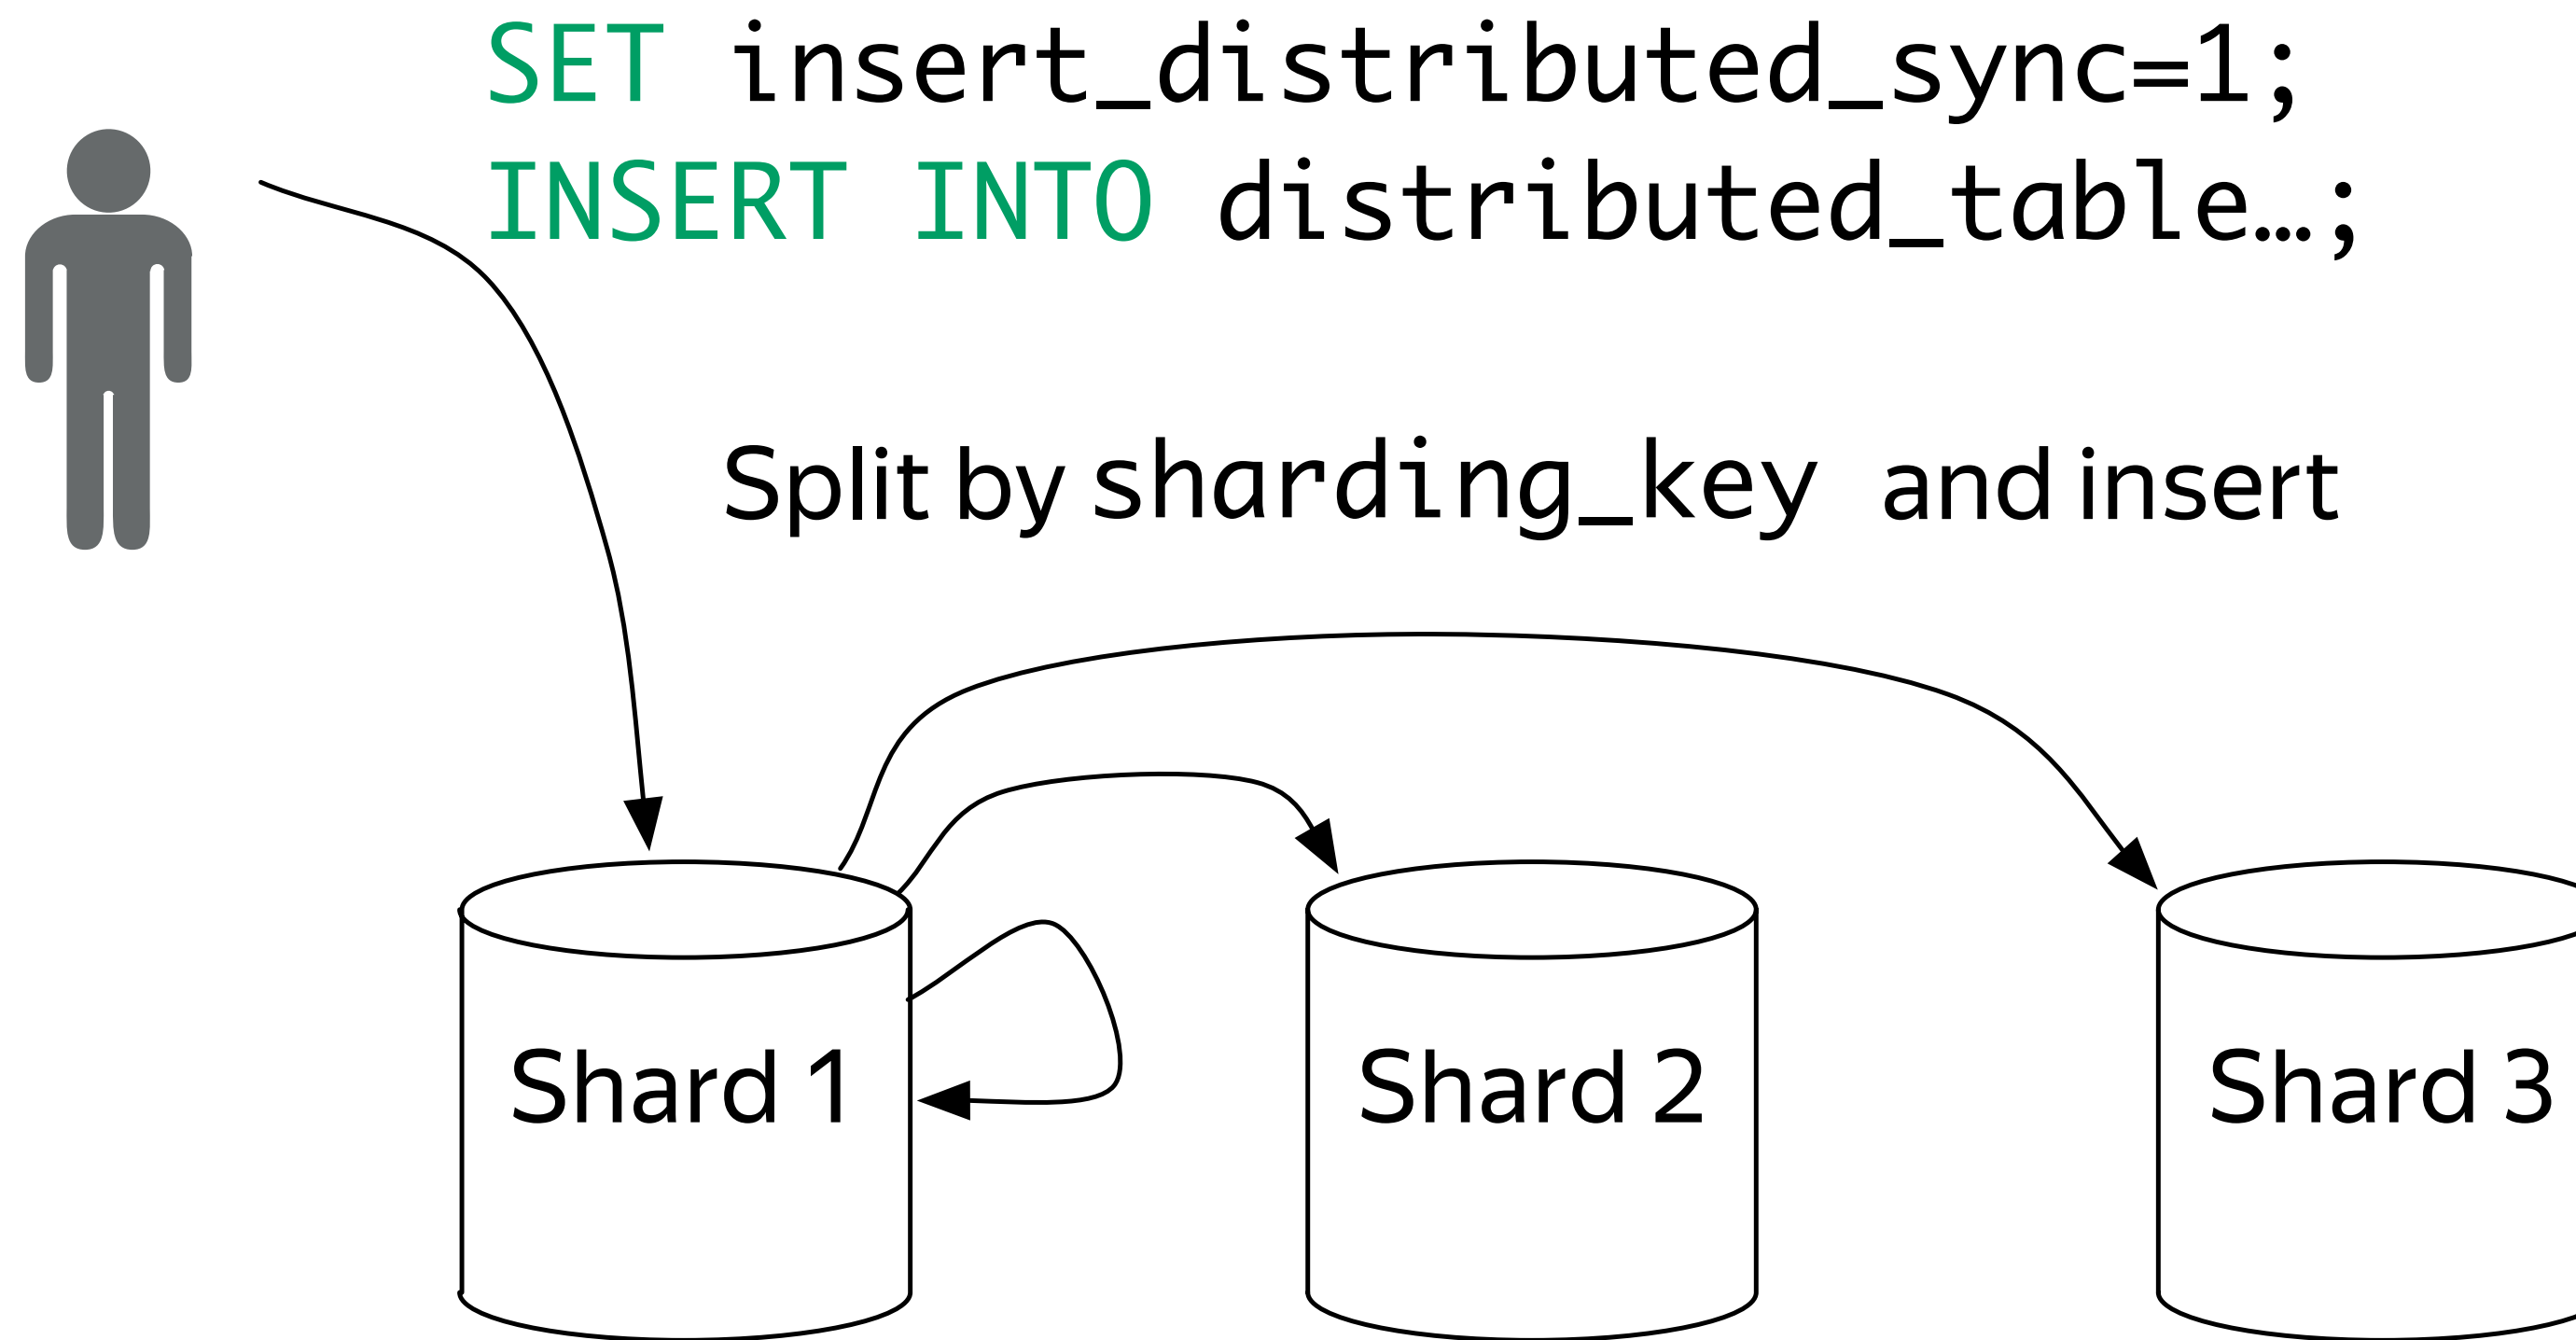 SET insert_distributed_sync=1;
INSERT INTO distributed_table…;
Split by sharding_key and insert
Shard 1
Shard 2
Shard 3